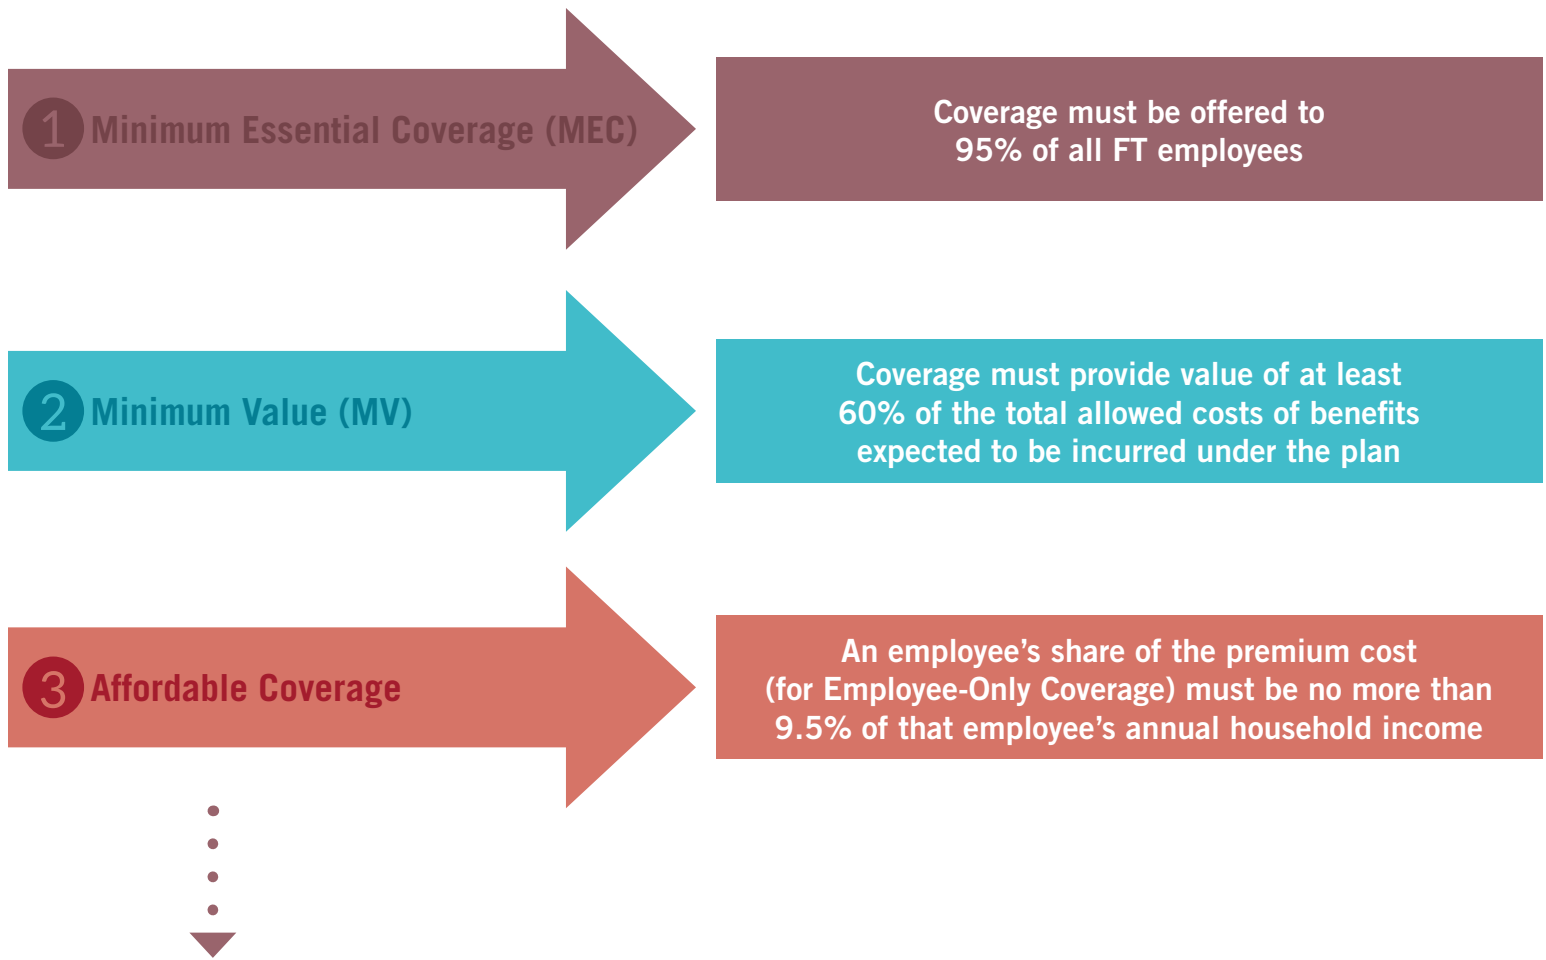 1 Minimum Essential Coverage (MEC)
Coverage must be offered to
95% of all FT employees
2 Minimum Value (MV)
Coverage must provide value of at least
60% of the total allowed costs of benefits
expected to be incurred under the plan
3 Affordable Coverage
An employee’s share of the premium cost
(for Employee-Only Coverage) must be no more than
9.5% of that employee’s annual household income